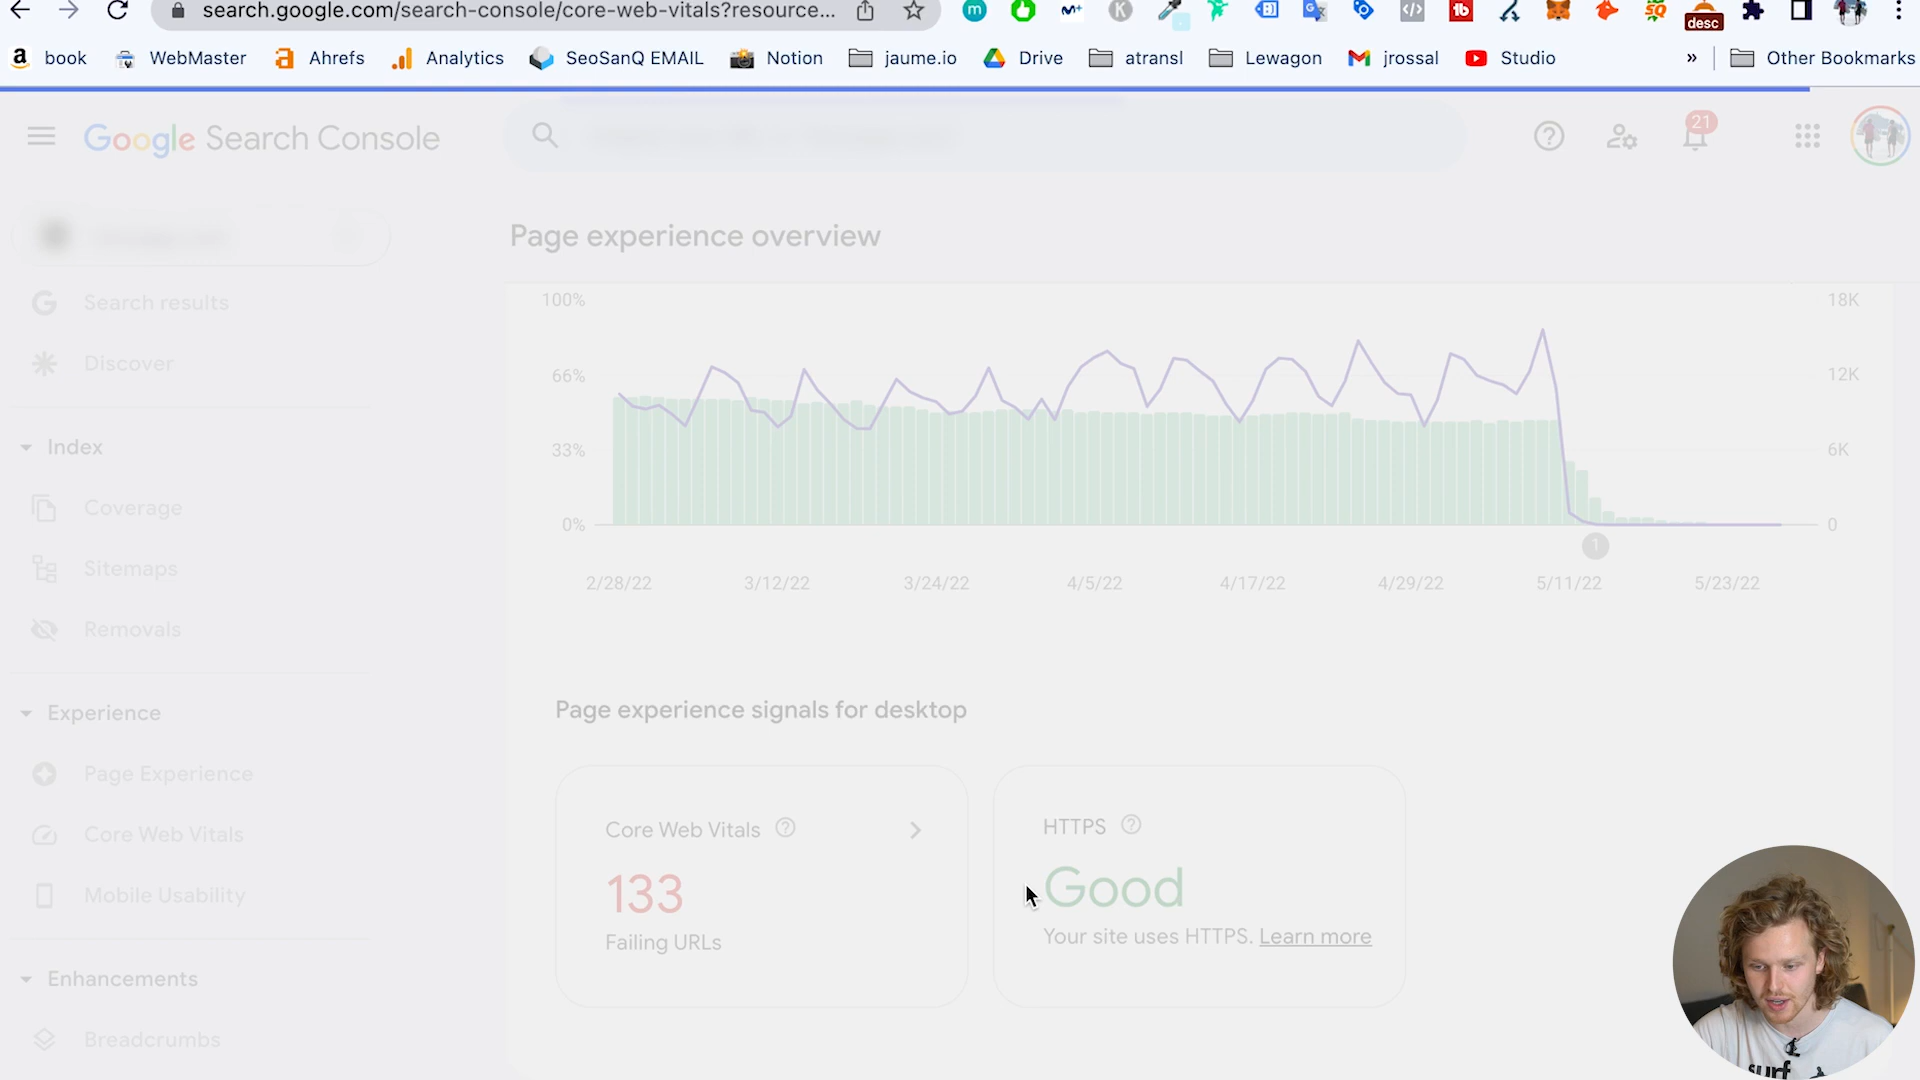 search.google.com/search-console/core-web-vitals?resource...
desc
book WebMaster Ahrefs Analytics SeoSanQ EMAIL Notion jaume.io Drive atransl Lewagon jrossal Studio » Other Bookmarks
Google Search Console
21
Page experience overview
Search results
Discover
Index
Coverage
Sitemaps
Removals
Experience
Page Experience
Core Web Vitals
Mobile Usability
Enhancements
Breadcrumbs
100% 18K
66% 12K
33% 6K
0% 0
1
2/28/22 3/12/22 3/24/22 4/5/22 4/17/22 4/29/22 5/11/22 5/23/22
Page experience signals for desktop
Core Web Vitals
133
Failing URLs
HTTPS
Good
Your site uses HTTPS. Learn more
surf